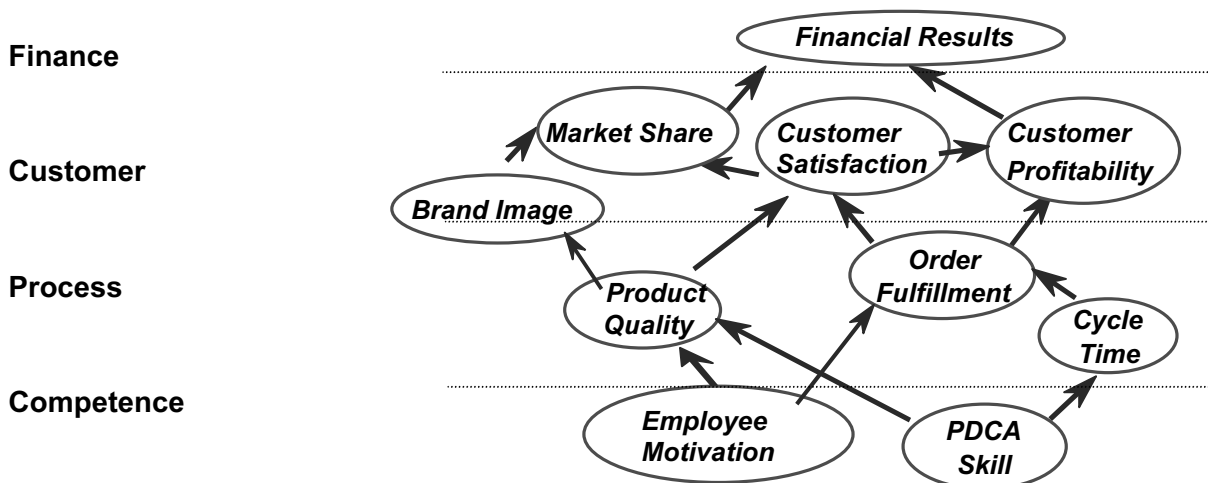 Finance
Financial Results
Customer
Market Share
Customer
Satisfaction
Customer
Profitability
Brand Image
Process
Product
Quality
Order
Fulfillment
Cycle
Time
Competence
Employee
Motivation
PDCA
Skill